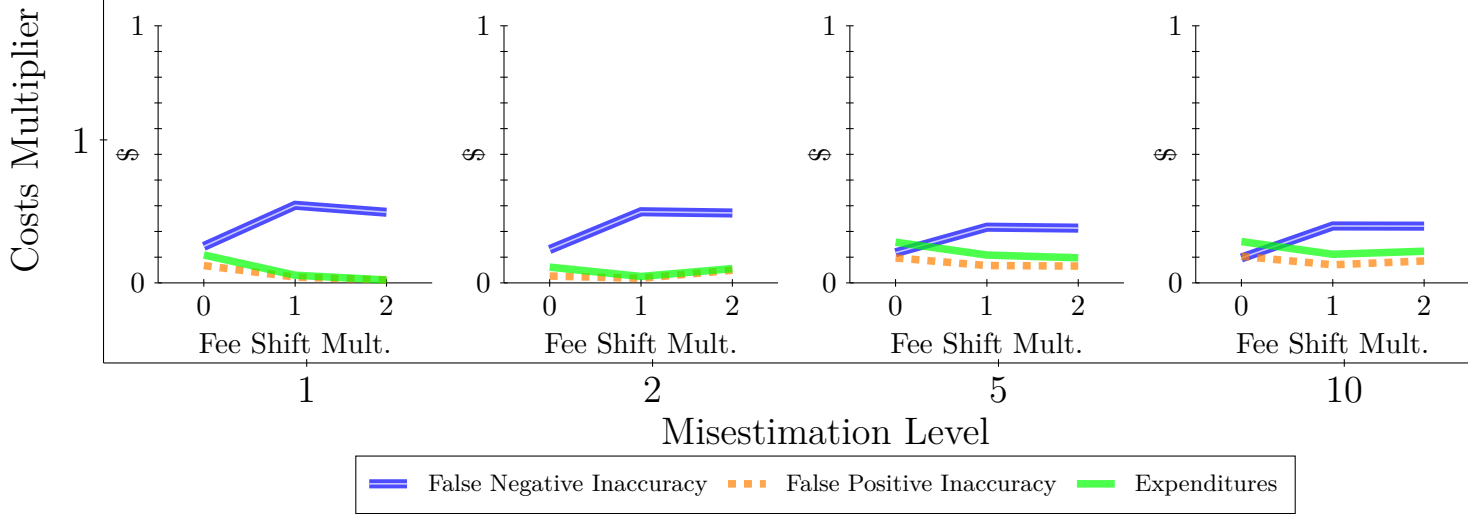 Costs Multiplier
1
1
$
0
0 1 2
Fee Shift Mult.
1
$
0
0 1 2
Fee Shift Mult.
1
$
0
0 1 2
Fee Shift Mult.
1
$
0
0 1 2
Fee Shift Mult.
1 2 5 10
Misestimation Level
False Negative Inaccuracy False Positive Inaccuracy Expenditures